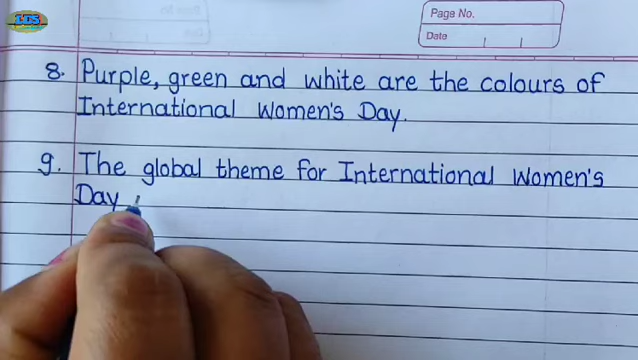 LIS
Page No.
Date
8. Purple, green and white are the colours of
International Women's Day.
9. The global theme for International Women's
Day